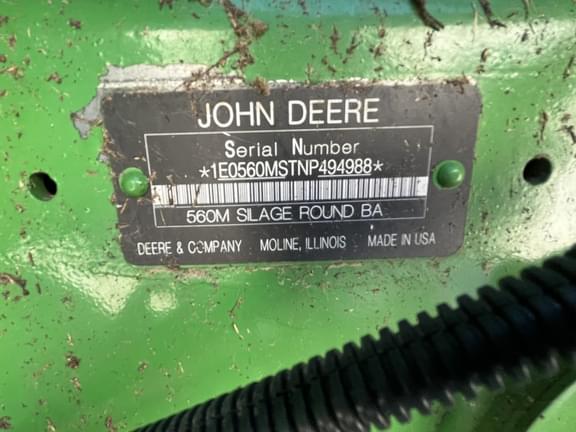 JOHN DEERE
Serial Number
*1E0560MSTNP494988*
560M SILAGE ROUND BA
DEERE & COMPANY MOLINE, ILLINOIS MADE IN USA